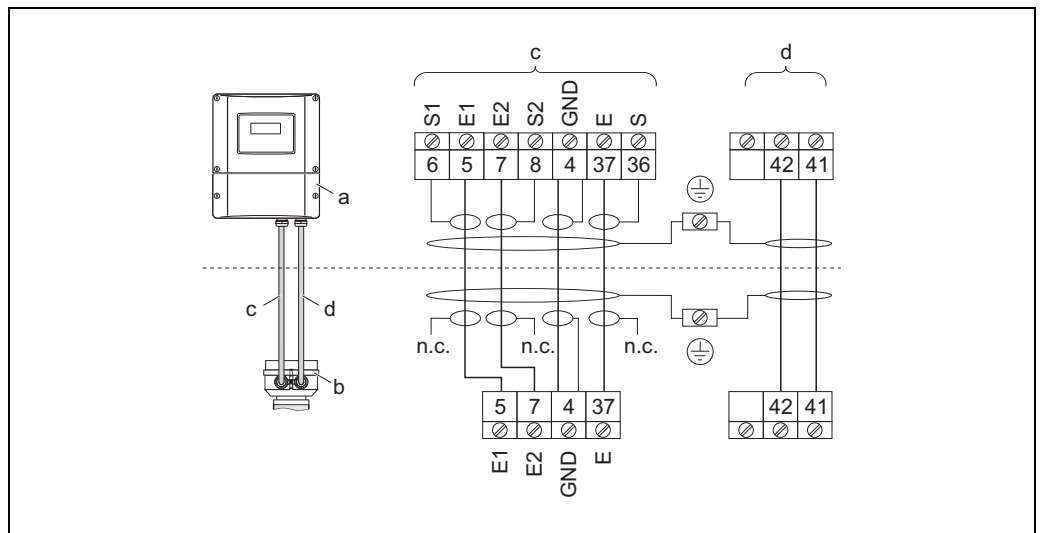 c d
S1 E1 E2 S2 GND E S
6 5 7 8 4 37 36 42 41
a
c d
n.c. n.c. n.c.
b
5 7 4 37 42 41
E1 E2 GND E